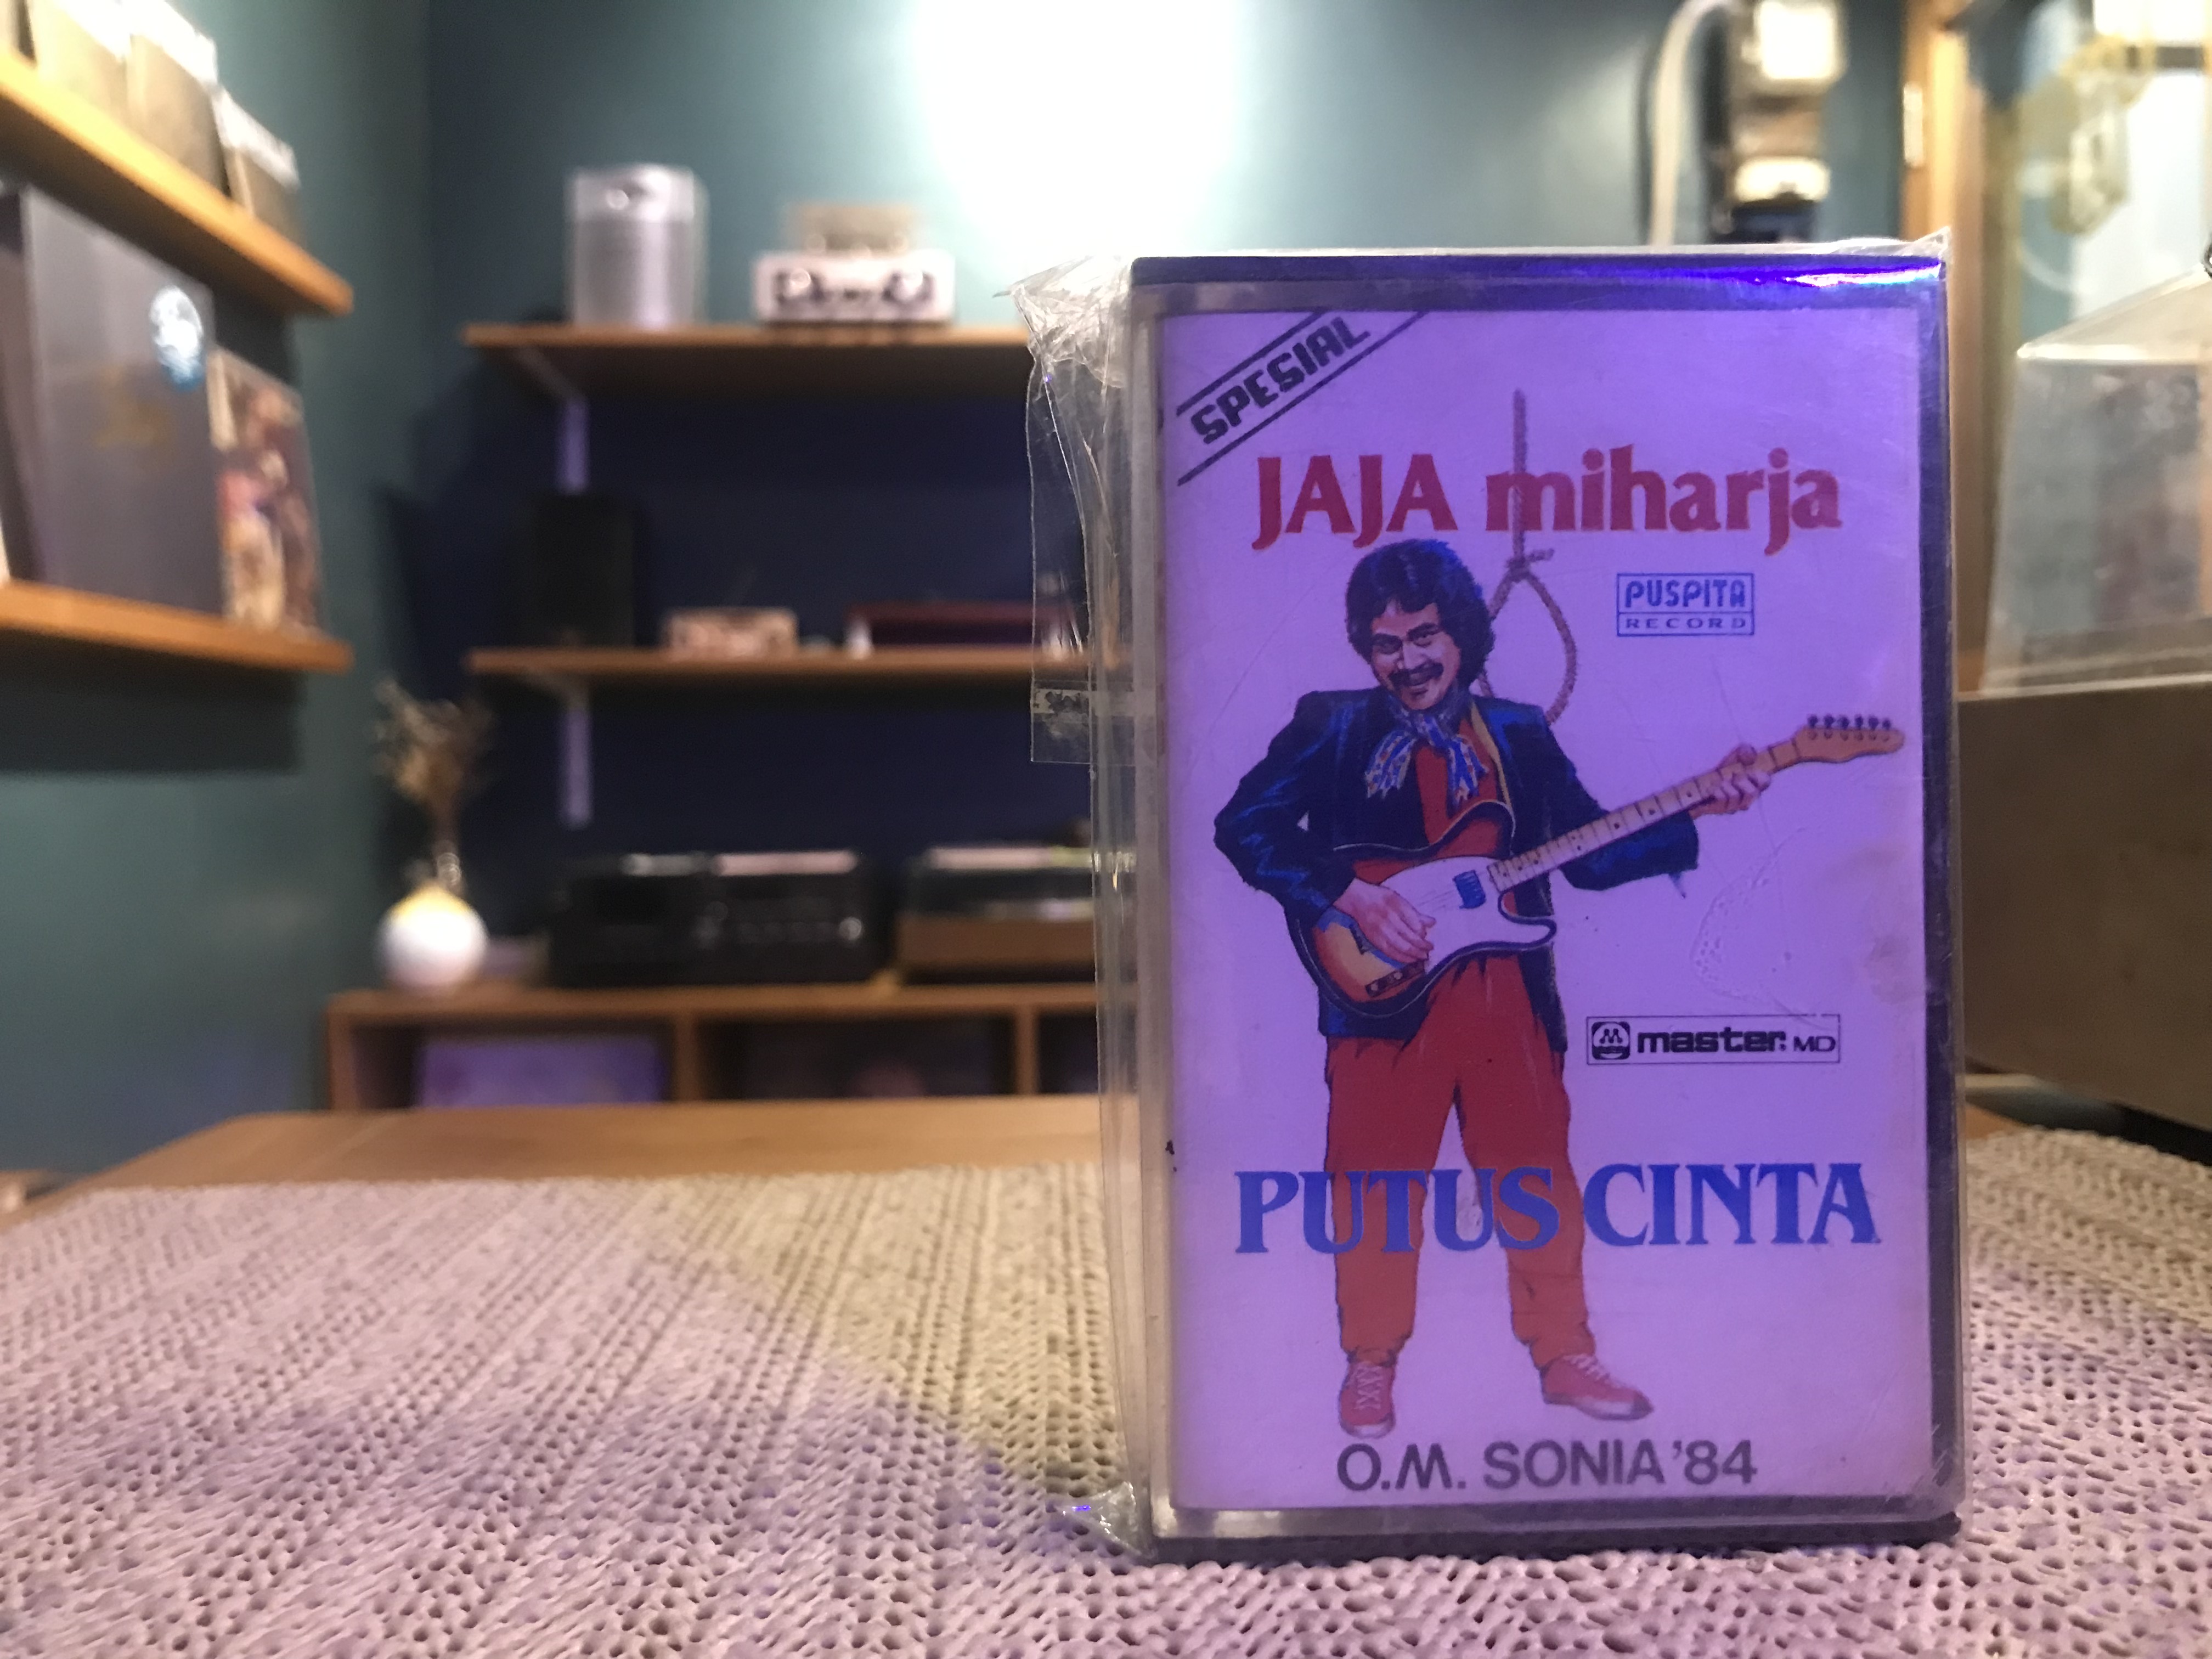 SPESIAL
JAJA miharja
PUSPITA
RECORD
master MD
PUTUS CINTA
O.M. SONIA '84